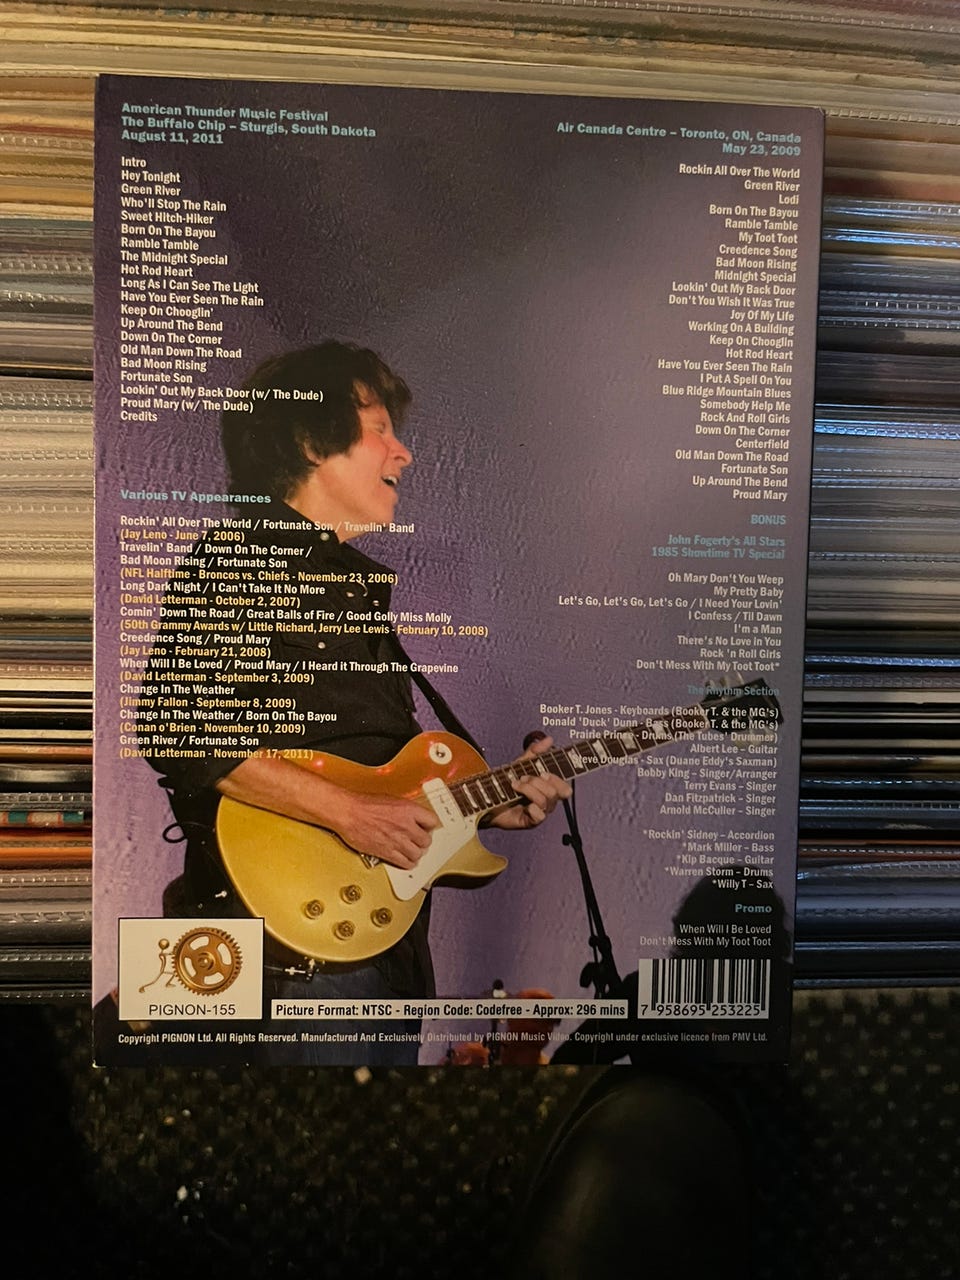 American Thunder Music Festival
The Buffalo Chip – Sturgis, South Dakota
August 11, 2011
Intro
Hey Tonight
Green River
Who'll Stop The Rain
Sweet Hitch-Hiker
Born On The Bayou
Ramble Tamble
The Midnight Special
Hot Rod Heart
Long As I Can See The Light
Have You Ever Seen The Rain
Keep On Chooglin'
Up Around The Bend
Down On The Corner
Old Man Down The Road
Bad Moon Rising
Fortunate Son
Lookin' Out My Back Door (w/ The Dude)
Proud Mary (w/ The Dude)
Credits
Various TV Appearances
Rockin' All Over The World / Fortunate Son / Travelin' Band
(Jay Leno - June 7, 2006)
Travelin' Band / Down On The Corner /
Bad Moon Rising / Fortunate Son
(NFL Halftime - Broncos vs. Chiefs - November 23, 2006)
Long Dark Night / I Can't Take It No More
(David Letterman - October 2, 2007)
Comin' Down The Road / Great Balls of Fire / Good Golly Miss Molly
(50th Grammy Awards w/ Little Richard, Jerry Lee Lewis - February 10, 2008)
Creedence Song / Proud Mary
(Jay Leno - February 21, 2008)
When Will I Be Loved / Proud Mary / I Heard it Through The Grapevine
(David Letterman - September 3, 2009)
Change In The Weather
(Jimmy Fallon - September 8, 2009)
Change In The Weather / Born On The Bayou
(Conan o'Brien - November 10, 2009)
Green River / Fortunate Son
(David Letterman - November 17, 2011)
Air Canada Centre – Toronto, ON, Canada
May 23, 2009
Rockin All Over The World
Green River
Lodi
Born On The Bayou
Ramble Tamble
My Toot Toot
Creedence Song
Bad Moon Rising
Midnight Special
Lookin' Out My Back Door
Don't You Wish It Was True
Joy Of My Life
Working On A Building
Keep On Chooglin
Hot Rod Heart
Have You Ever Seen The Rain
I Put A Spell On You
Blue Ridge Mountain Blues
Somebody Help Me
Rock And Roll Girls
Down On The Corner
Centerfield
Old Man Down The Road
Fortunate Son
Up Around The Bend
Proud Mary
BONUS
John Fogerty's All Stars
1985 Showtime TV Special
Oh Mary Don't You Weep
My Pretty Baby
Let's Go, Let's Go, Let's Go / I Need Your Lovin'
I Confess / Til Dawn
I'm a Man
There's No Love in You
Rock 'n Roll Girls
Don't Mess With My Toot Toot*
The Rhythm Section
Booker T. Jones - Keyboards (Booker T. & the MG's)
Donald 'Duck' Dunn - Bass (Booker T. & the MG's)
Prairie Prince - Drums (The Tubes' Drummer)
Albert Lee – Guitar
Steve Douglas - Sax (Duane Eddy's Saxman)
Bobby King – Singer/Arranger
Terry Evans – Singer
Dan Fitzpatrick – Singer
Arnold McCuller - Singer
*Rockin' Sidney – Accordion
*Mark Miller – Bass
*Kip Bacque – Guitar
*Warren Storm – Drums
*Willy T – Sax
Promo
When Will I Be Loved
Don't Mess With My Toot Toot
PIGNON-155
Picture Format: NTSC - Region Code: Codefree - Approx: 296 mins
7 958695 253225
Copyright PIGNON Ltd. All Rights Reserved. Manufactured And Exclusively Distributed by PIGNON Music Video. Copyright under exclusive licence from PMV Ltd.